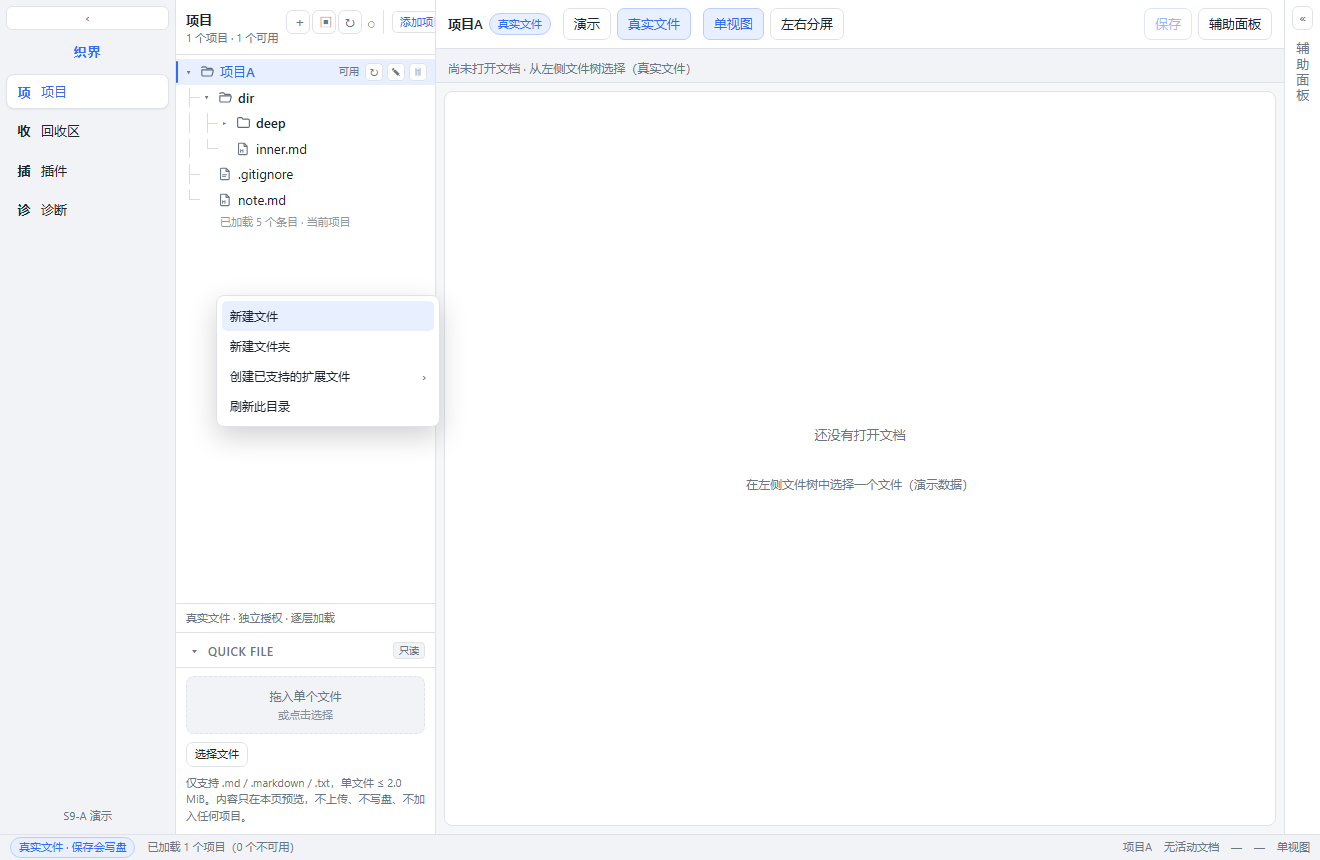 ‹
织界
项 项目
收 回收区
插 插件
诊 诊断
S9-A 演示
项目
1 个项目 · 1 个可用
+ ↻ ○ 添加项
▾ 项目A 可用 ↻
▾ dir
▸ deep
inner.md
.gitignore
note.md
已加载 5 个条目 · 当前项目
新建文件
新建文件夹
创建已支持的扩展文件 ›
刷新此目录
真实文件 · 独立授权 · 逐层加载
▾ QUICK FILE 只读
拖入单个文件
或点击选择
选择文件
仅支持 .md / .markdown / .txt，单文件 ≤ 2.0
MiB。内容只在本页预览，不上传、不写盘、不加
入任何项目。
项目A 真实文件 演示 真实文件 单视图 左右分屏 保存 辅助面板
尚未打开文档 · 从左侧文件树选择（真实文件）
还没有打开文档
在左侧文件树中选择一个文件（演示数据）
«
辅
助
面
板
真实文件 · 保存会写盘 已加载 1 个项目（0 个不可用） 项目A 无活动文档 — — 单视图